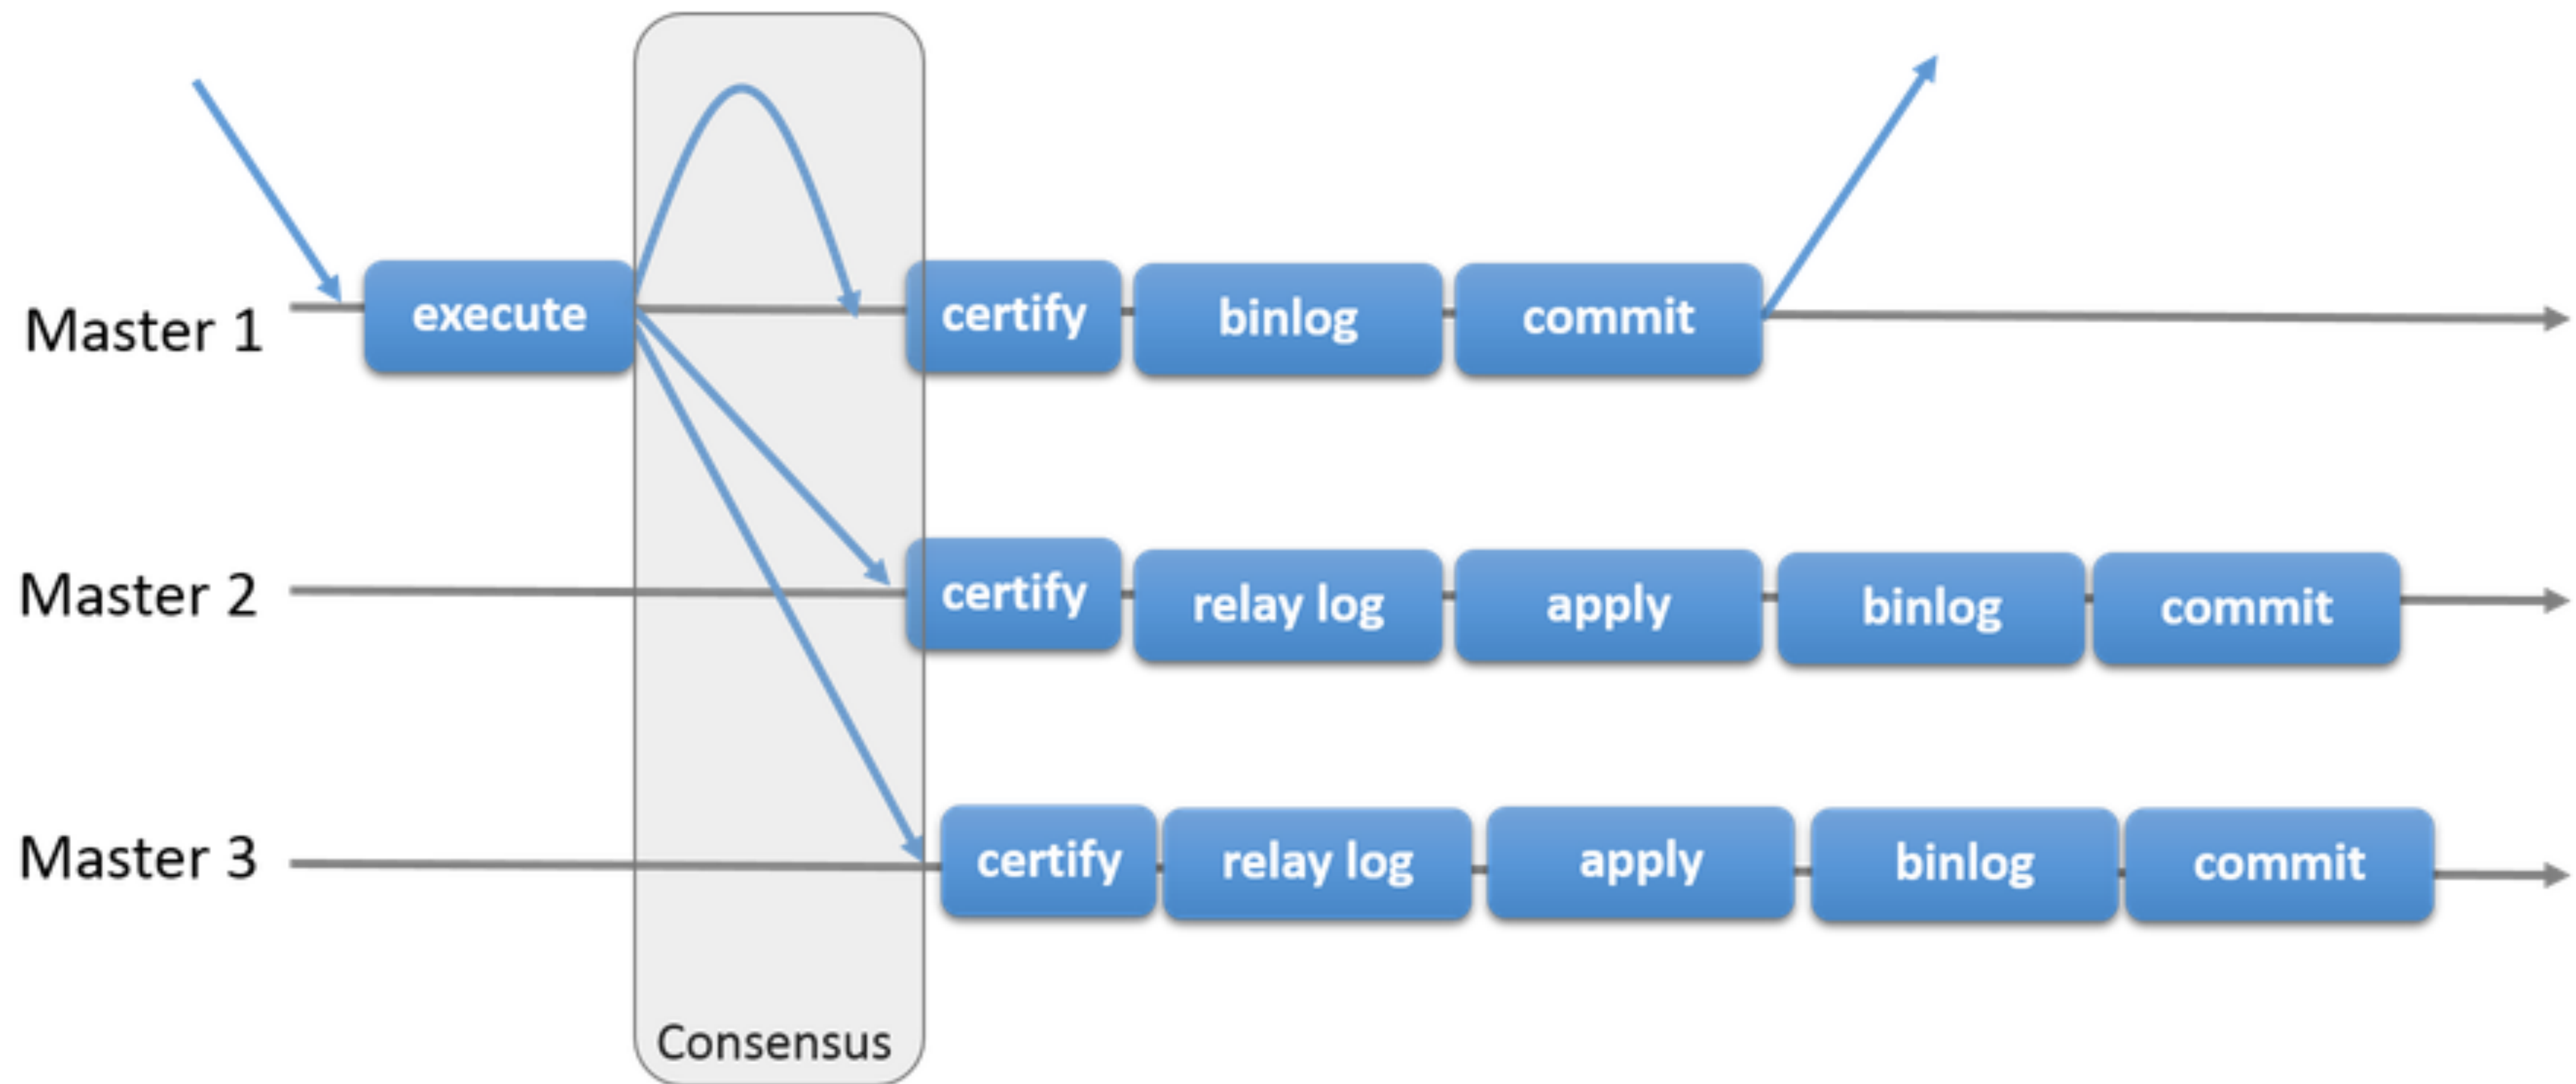 Master 1 execute certify binlog commit
Master 2 certify relay log apply binlog commit
Master 3 certify relay log apply binlog commit
Consensus